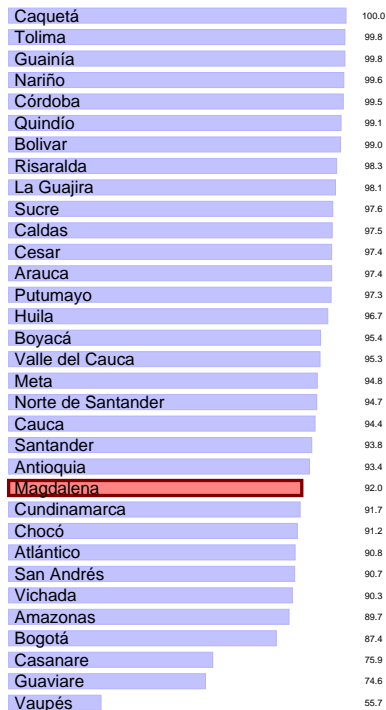 Caquetá 100.0
Tolima 99.8
Guainía 99.8
Nariño 99.6
Córdoba 99.5
Quindío 99.1
Bolivar 99.0
Risaralda 98.3
La Guajira 98.1
Sucre 97.6
Caldas 97.5
Cesar 97.4
Arauca 97.4
Putumayo 97.3
Huila 96.7
Boyacá 95.4
Valle del Cauca 95.3
Meta 94.8
Norte de Santander 94.7
Cauca 94.4
Santander 93.8
Antioquia 93.4
Magdalena 92.0
Cundinamarca 91.7
Chocó 91.2
Atlántico 90.8
San Andrés 90.7
Vichada 90.3
Amazonas 89.7
Bogotá 87.4
Casanare 75.9
Guaviare 74.6
Vaupés 55.7